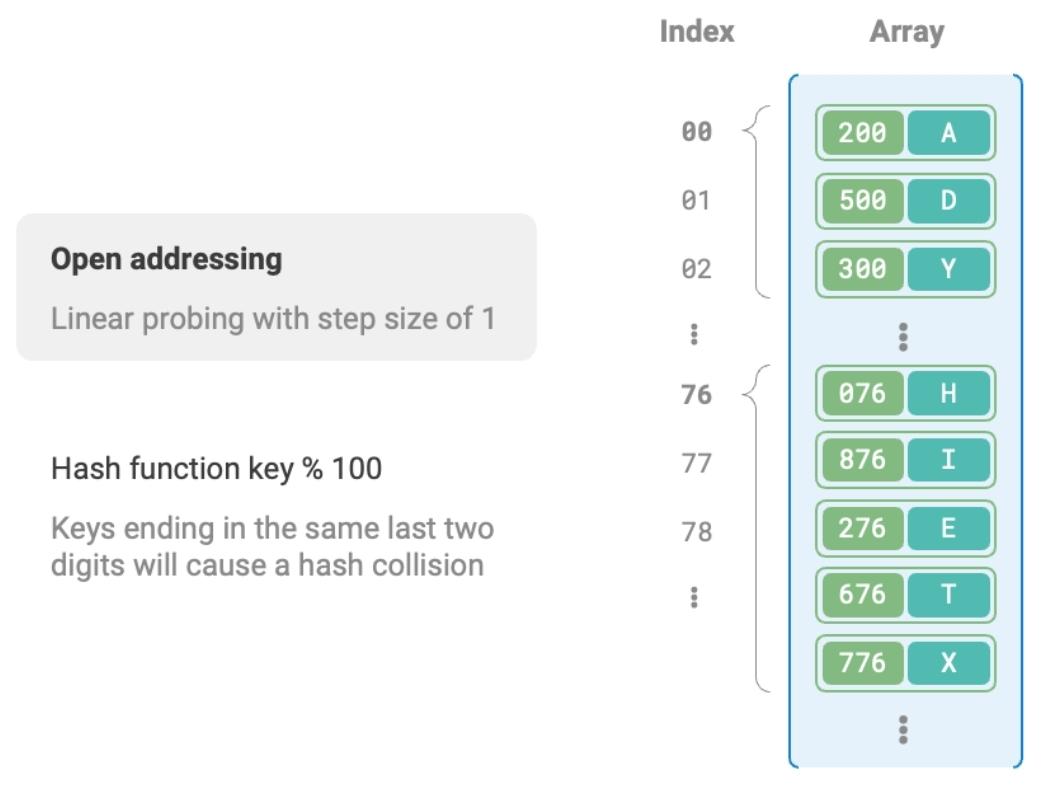 Index Array
00 200 A
01 500 D
Open addressing
02 300 Y
Linear probing with step size of 1
76 076 H
77 876 I
Hash function key % 100
Keys ending in the same last two
78 276 E
digits will cause a hash collision
676 T
776 X